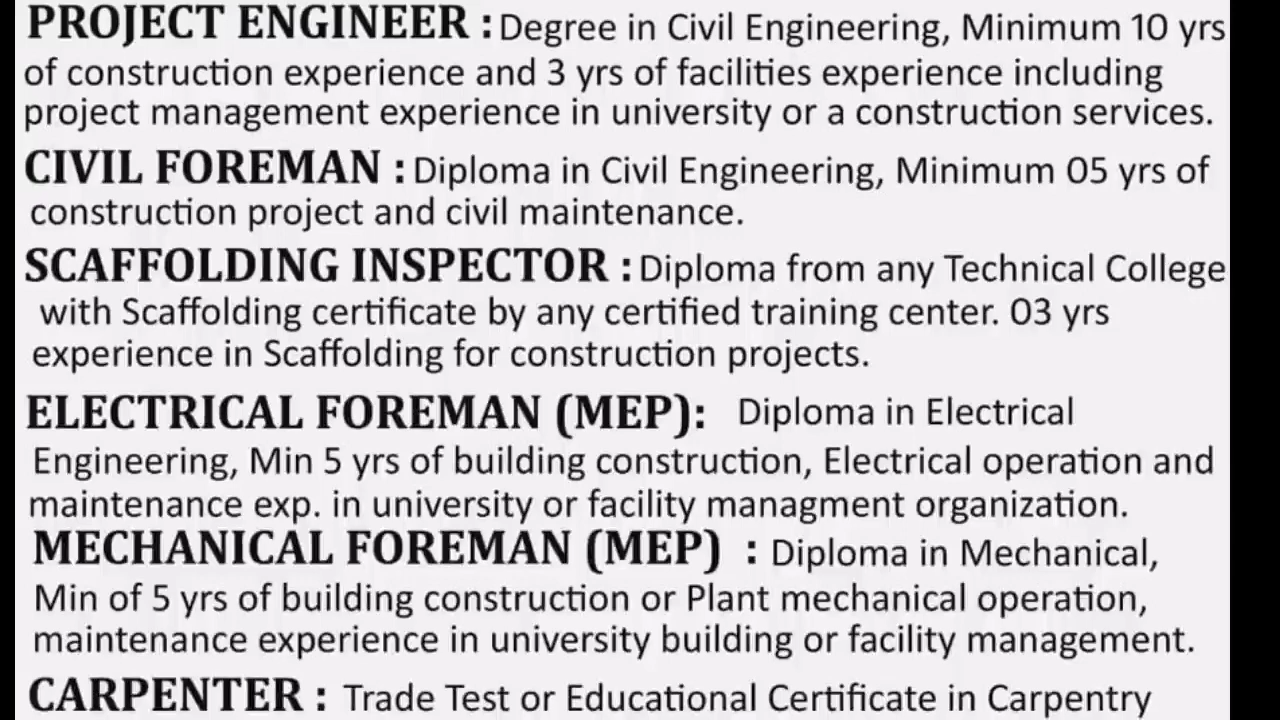 PROJECT ENGINEER : Degree in Civil Engineering, Minimum 10 yrs
of construction experience and 3 yrs of facilities experience including
project management experience in university or a construction services.
CIVIL FOREMAN : Diploma in Civil Engineering, Minimum 05 yrs of
construction project and civil maintenance.
SCAFFOLDING INSPECTOR : Diploma from any Technical College
with Scaffolding certificate by any certified training center. 03 yrs
experience in Scaffolding for construction projects.
ELECTRICAL FOREMAN (MEP): Diploma in Electrical
Engineering, Min 5 yrs of building construction, Electrical operation and
maintenance exp. in university or facility managment organization.
MECHANICAL FOREMAN (MEP) : Diploma in Mechanical,
Min of 5 yrs of building construction or Plant mechanical operation,
maintenance experience in university building or facility management.
CARPENTER : Trade Test or Educational Certificate in Carpentry